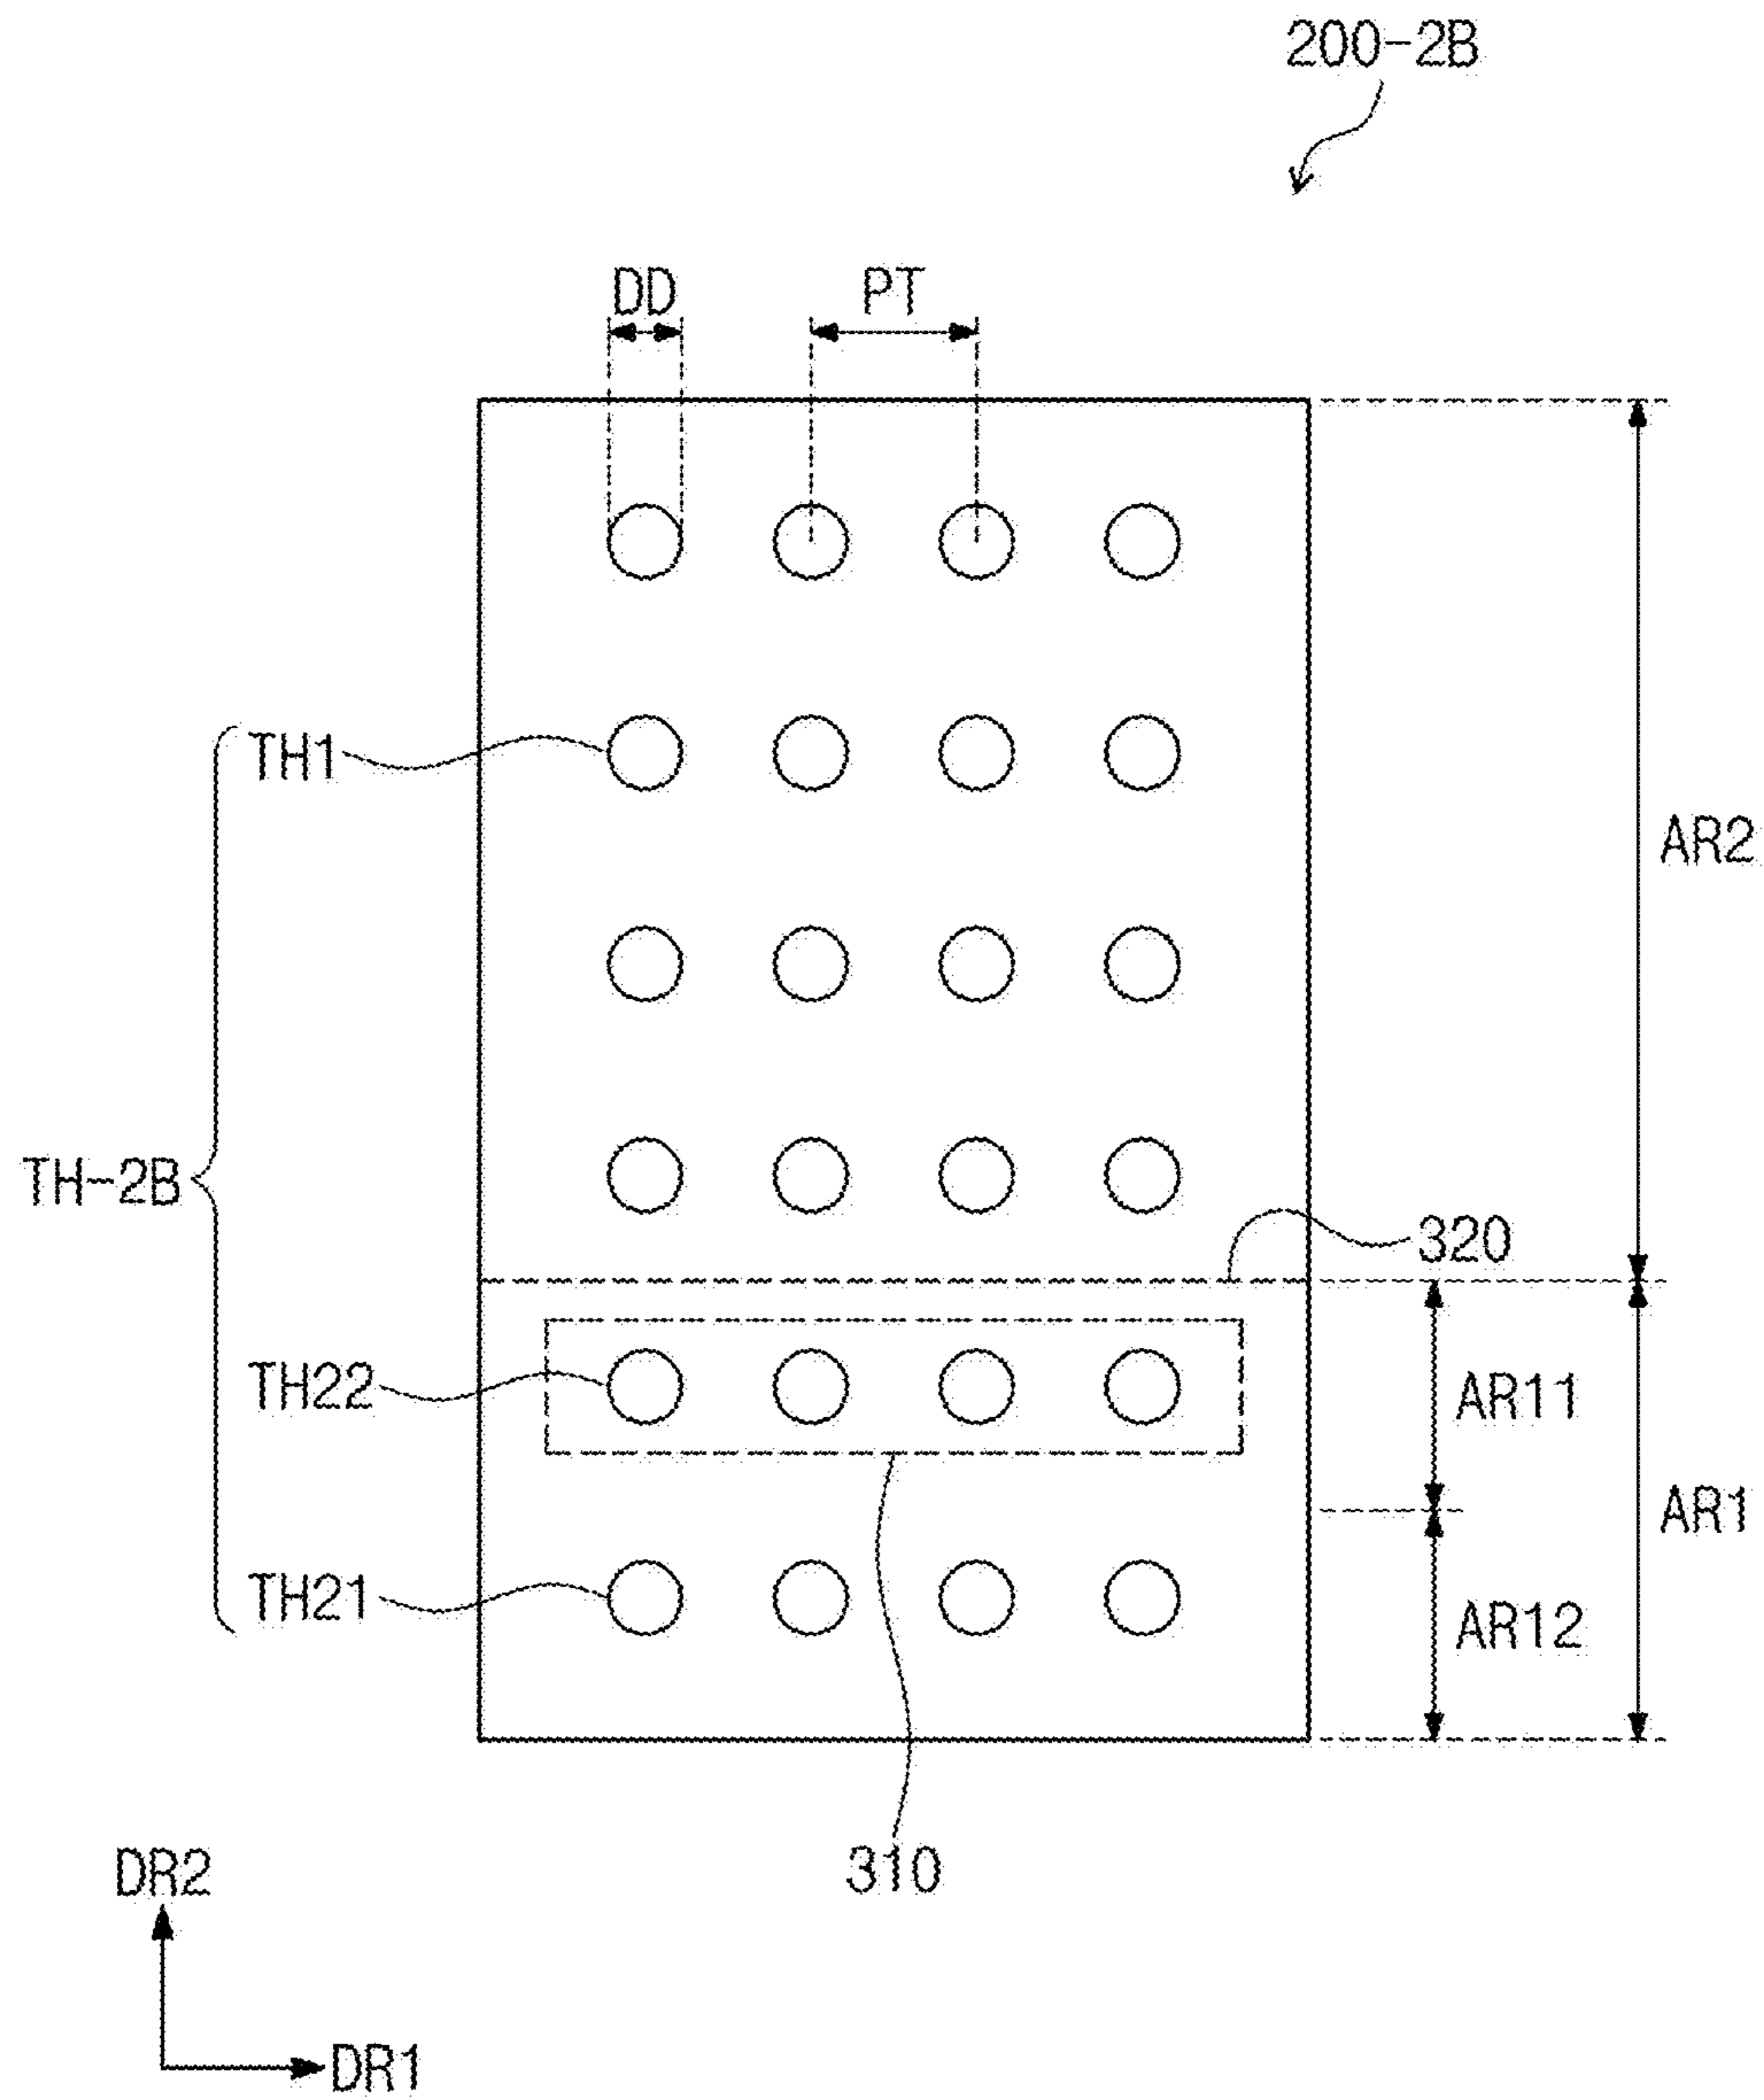 200-2B
DD
PT
TH1
AR2
TH-2B
320
TH22
AR11
AR1
TH21
AR12
310
DR2
DR1